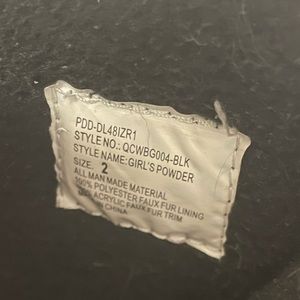 PDD-DL48IZR1
STYLE NO.: QCWBG004-BLK
STYLE NAME: GIRL'S POWDER
SIZE: 2
ALL MAN MADE MATERIAL
100% POLYESTER FAUX FUR LINING
ACRYLIC FAUX FUR TRIM
IN CHINA